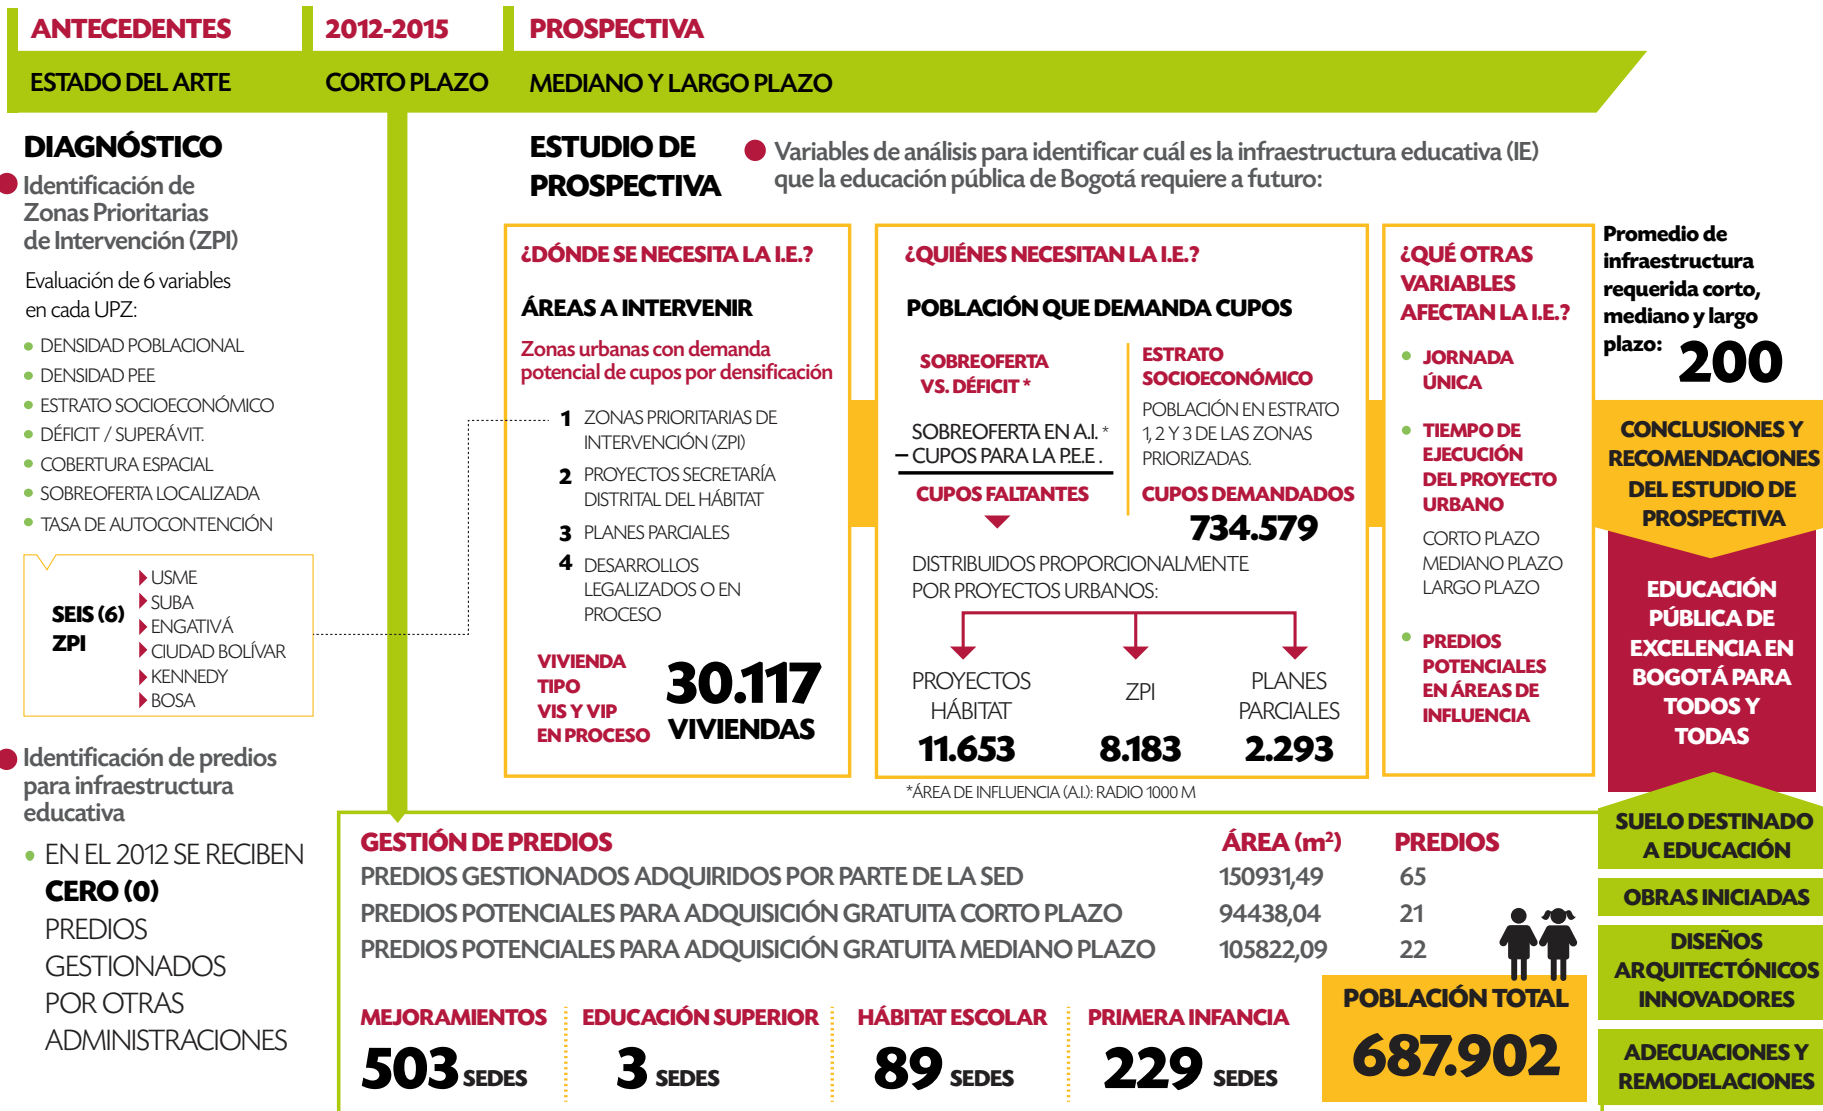 ANTECEDENTES
2012-2015
PROSPECTIVA
ESTADO DEL ARTE
CORTO PLAZO
MEDIANO Y LARGO PLAZO
DIAGNÓSTICO
Identificación de
Zonas Prioritarias
de Intervención (ZPI)
Evaluación de 6 variables
en cada UPZ:
DENSIDAD POBLACIONAL
DENSIDAD PEE
ESTRATO SOCIOECONÓMICO
DÉFICIT / SUPERÁVIT.
COBERTURA ESPACIAL
SOBREOFERTA LOCALIZADA
TASA DE AUTOCONTENCIÓN
SEIS (6)
ZPI
USME
SUBA
ENGATIVÁ
CIUDAD BOLÍVAR
KENNEDY
BOSA
Identificación de predios
para infraestructura
educativa
EN EL 2012 SE RECIBEN
CERO (0)
PREDIOS
GESTIONADOS
POR OTRAS
ADMINISTRACIONES
ESTUDIO DE
PROSPECTIVA
Variables de análisis para identificar cuál es la infraestructura educativa (IE)
que la educación pública de Bogotá requiere a futuro:
¿DÓNDE SE NECESITA LA I.E.?
ÁREAS A INTERVENIR
Zonas urbanas con demanda
potencial de cupos por densificación
1 ZONAS PRIORITARIAS DE
INTERVENCIÓN (ZPI)
2 PROYECTOS SECRETARÍA
DISTRITAL DEL HÁBITAT
3 PLANES PARCIALES
4 DESARROLLOS
LEGALIZADOS O EN
PROCESO
VIVIENDA
TIPO
VIS Y VIP
EN PROCESO
30.117
VIVIENDAS
¿QUIÉNES NECESITAN LA I.E.?
POBLACIÓN QUE DEMANDA CUPOS
SOBREOFERTA
VS. DÉFICIT *
SOBREOFERTA EN A.I. *
– CUPOS PARA LA P.E.E .
CUPOS FALTANTES
ESTRATO
SOCIOECONÓMICO
POBLACIÓN EN ESTRATO
1, 2 Y 3 DE LAS ZONAS
PRIORIZADAS.
CUPOS DEMANDADOS
734.579
DISTRIBUIDOS PROPORCIONALMENTE
POR PROYECTOS URBANOS:
PROYECTOS
HÁBITAT
11.653
ZPI
8.183
PLANES
PARCIALES
2.293
*ÁREA DE INFLUENCIA (A.I.): RADIO 1000 M
¿QUÉ OTRAS
VARIABLES
AFECTAN LA I.E.?
JORNADA
ÚNICA
TIEMPO DE
EJECUCIÓN
DEL PROYECTO
URBANO
CORTO PLAZO
MEDIANO PLAZO
LARGO PLAZO
PREDIOS
POTENCIALES
EN ÁREAS DE
INFLUENCIA
Promedio de
infraestructura
requerida corto,
mediano y largo
plazo: 200
CONCLUSIONES Y
RECOMENDACIONES
DEL ESTUDIO DE
PROSPECTIVA
EDUCACIÓN
PÚBLICA DE
EXCELENCIA EN
BOGOTÁ PARA
TODOS Y
TODAS
SUELO DESTINADO
A EDUCACIÓN
OBRAS INICIADAS
DISEÑOS
ARQUITECTÓNICOS
INNOVADORES
ADECUACIONES Y
REMODELACIONES
GESTIÓN DE PREDIOS ÁREA (m²) PREDIOS
PREDIOS GESTIONADOS ADQUIRIDOS POR PARTE DE LA SED 150931,49 65
PREDIOS POTENCIALES PARA ADQUISICIÓN GRATUITA CORTO PLAZO 94438,04 21
PREDIOS POTENCIALES PARA ADQUISICIÓN GRATUITA MEDIANO PLAZO 105822,09 22
MEJORAMIENTOS
503 SEDES
EDUCACIÓN SUPERIOR
3 SEDES
HÁBITAT ESCOLAR
89 SEDES
PRIMERA INFANCIA
229 SEDES
POBLACIÓN TOTAL
687.902